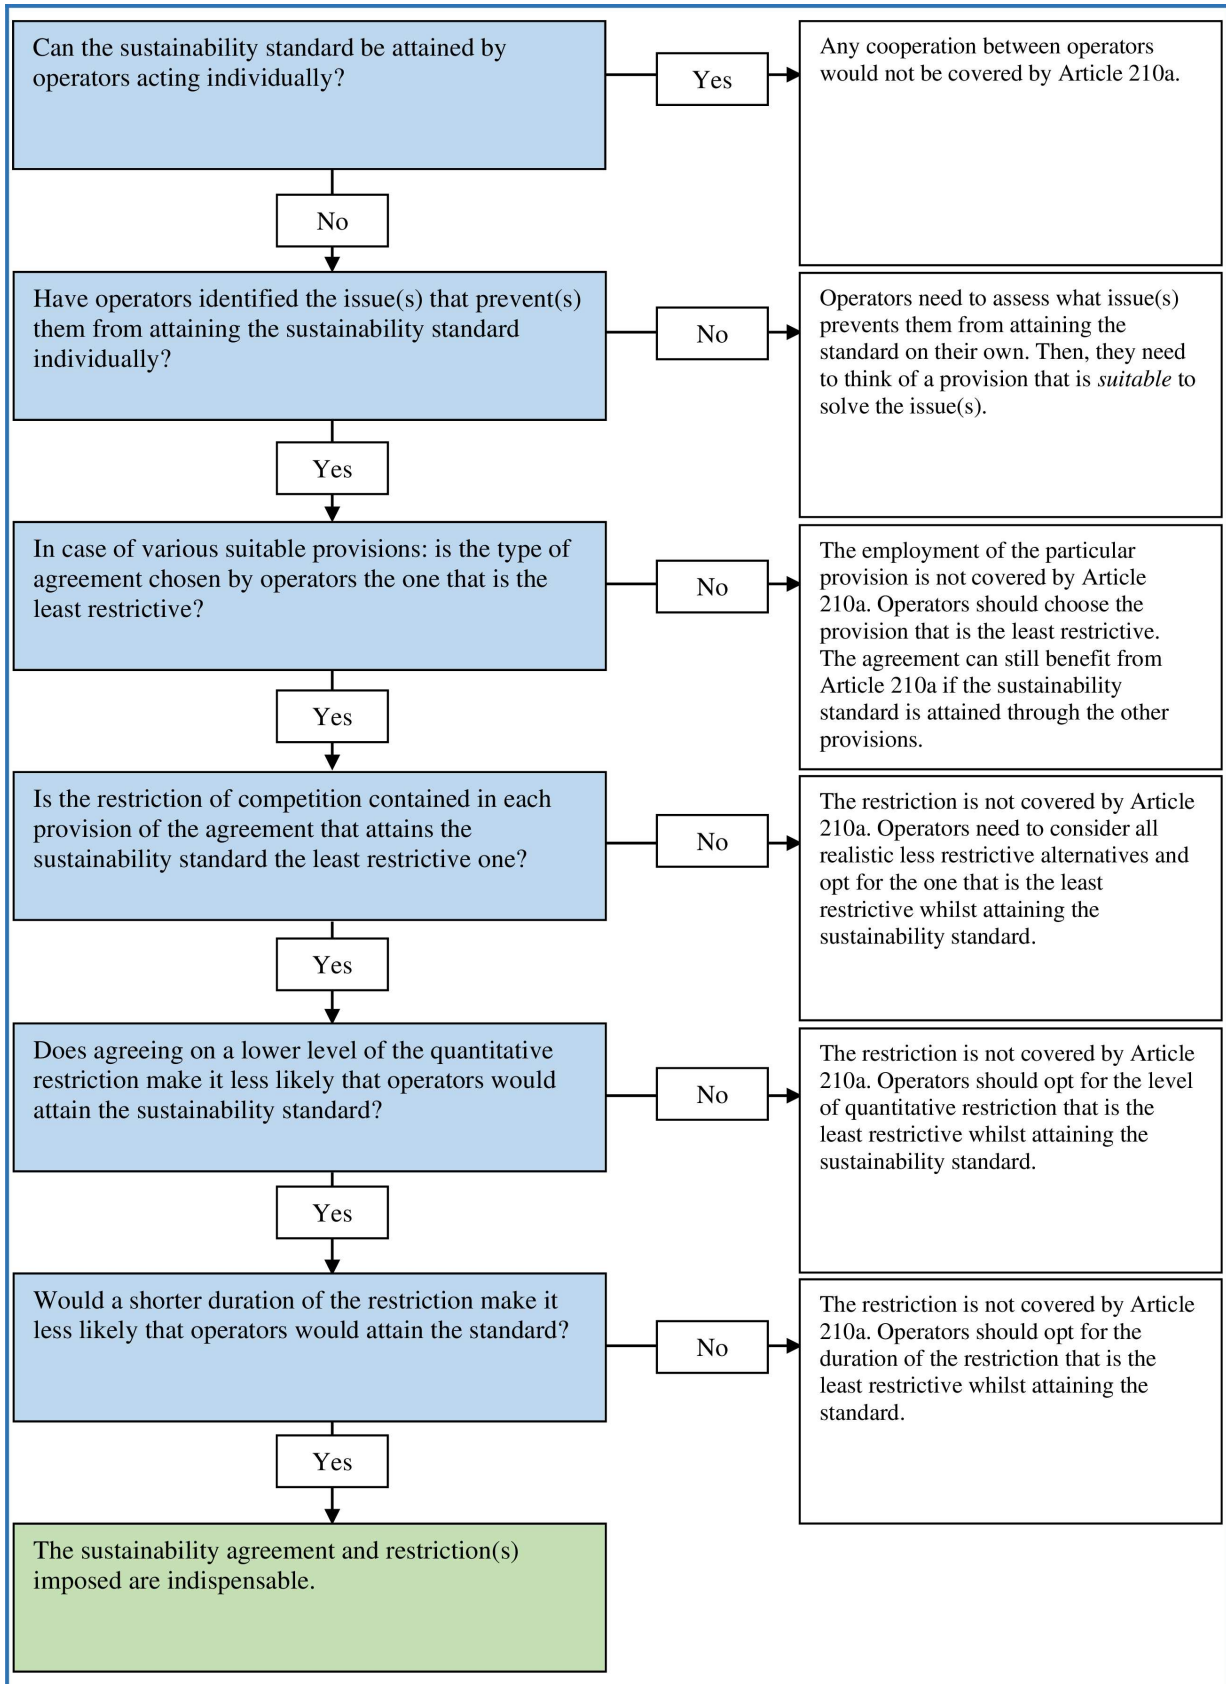 Can the sustainability standard be attained by
operators acting individually?
Yes
Any cooperation between operators
would not be covered by Article 210a.
No
Have operators identified the issue(s) that prevent(s)
them from attaining the sustainability standard
individually?
No
Operators need to assess what issue(s)
prevents them from attaining the
standard on their own. Then, they need
to think of a provision that is suitable to
solve the issue(s).
Yes
In case of various suitable provisions: is the type of
agreement chosen by operators the one that is the
least restrictive?
No
The employment of the particular
provision is not covered by Article
210a. Operators should choose the
provision that is the least restrictive.
The agreement can still benefit from
Article 210a if the sustainability
standard is attained through the other
provisions.
Yes
Is the restriction of competition contained in each
provision of the agreement that attains the
sustainability standard the least restrictive one?
No
The restriction is not covered by Article
210a. Operators need to consider all
realistic less restrictive alternatives and
opt for the one that is the least
restrictive whilst attaining the
sustainability standard.
Yes
Does agreeing on a lower level of the quantitative
restriction make it less likely that operators would
attain the sustainability standard?
No
The restriction is not covered by Article
210a. Operators should opt for the level
of quantitative restriction that is the
least restrictive whilst attaining the
sustainability standard.
Yes
Would a shorter duration of the restriction make it
less likely that operators would attain the standard?
No
The restriction is not covered by Article
210a. Operators should opt for the
duration of the restriction that is the
least restrictive whilst attaining the
standard.
Yes
The sustainability agreement and restriction(s)
imposed are indispensable.